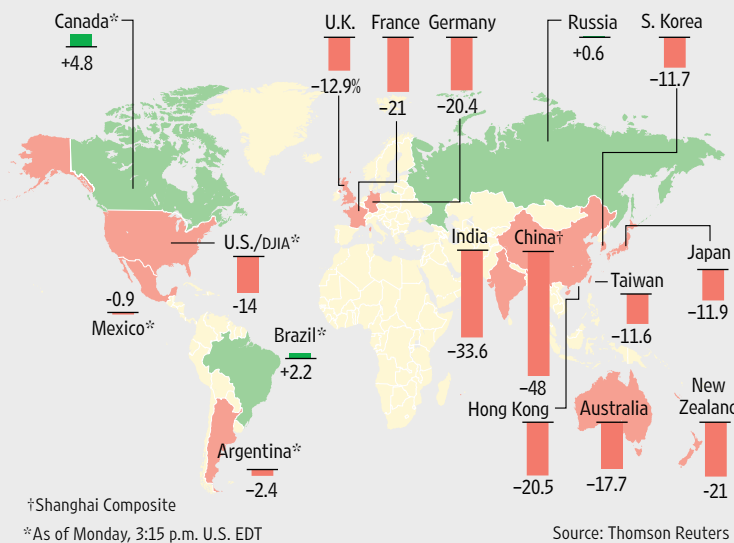 Canada*
+4.8
U.K.
−12.9%
France
−21
Germany
−20.4
Russia
+0.6
S. Korea
−11.7
U.S./DJIA*
−14
-0.9
Mexico*
Brazil*
+2.2
Argentina*
−2.4
India
−33.6
China†
−48
Japan
−11.9
Taiwan
−11.6
Hong Kong
−20.5
Australia
−17.7
New
Zealand
−21
†Shanghai Composite
*As of Monday, 3:15 p.m. U.S. EDT
Source: Thomson Reuters